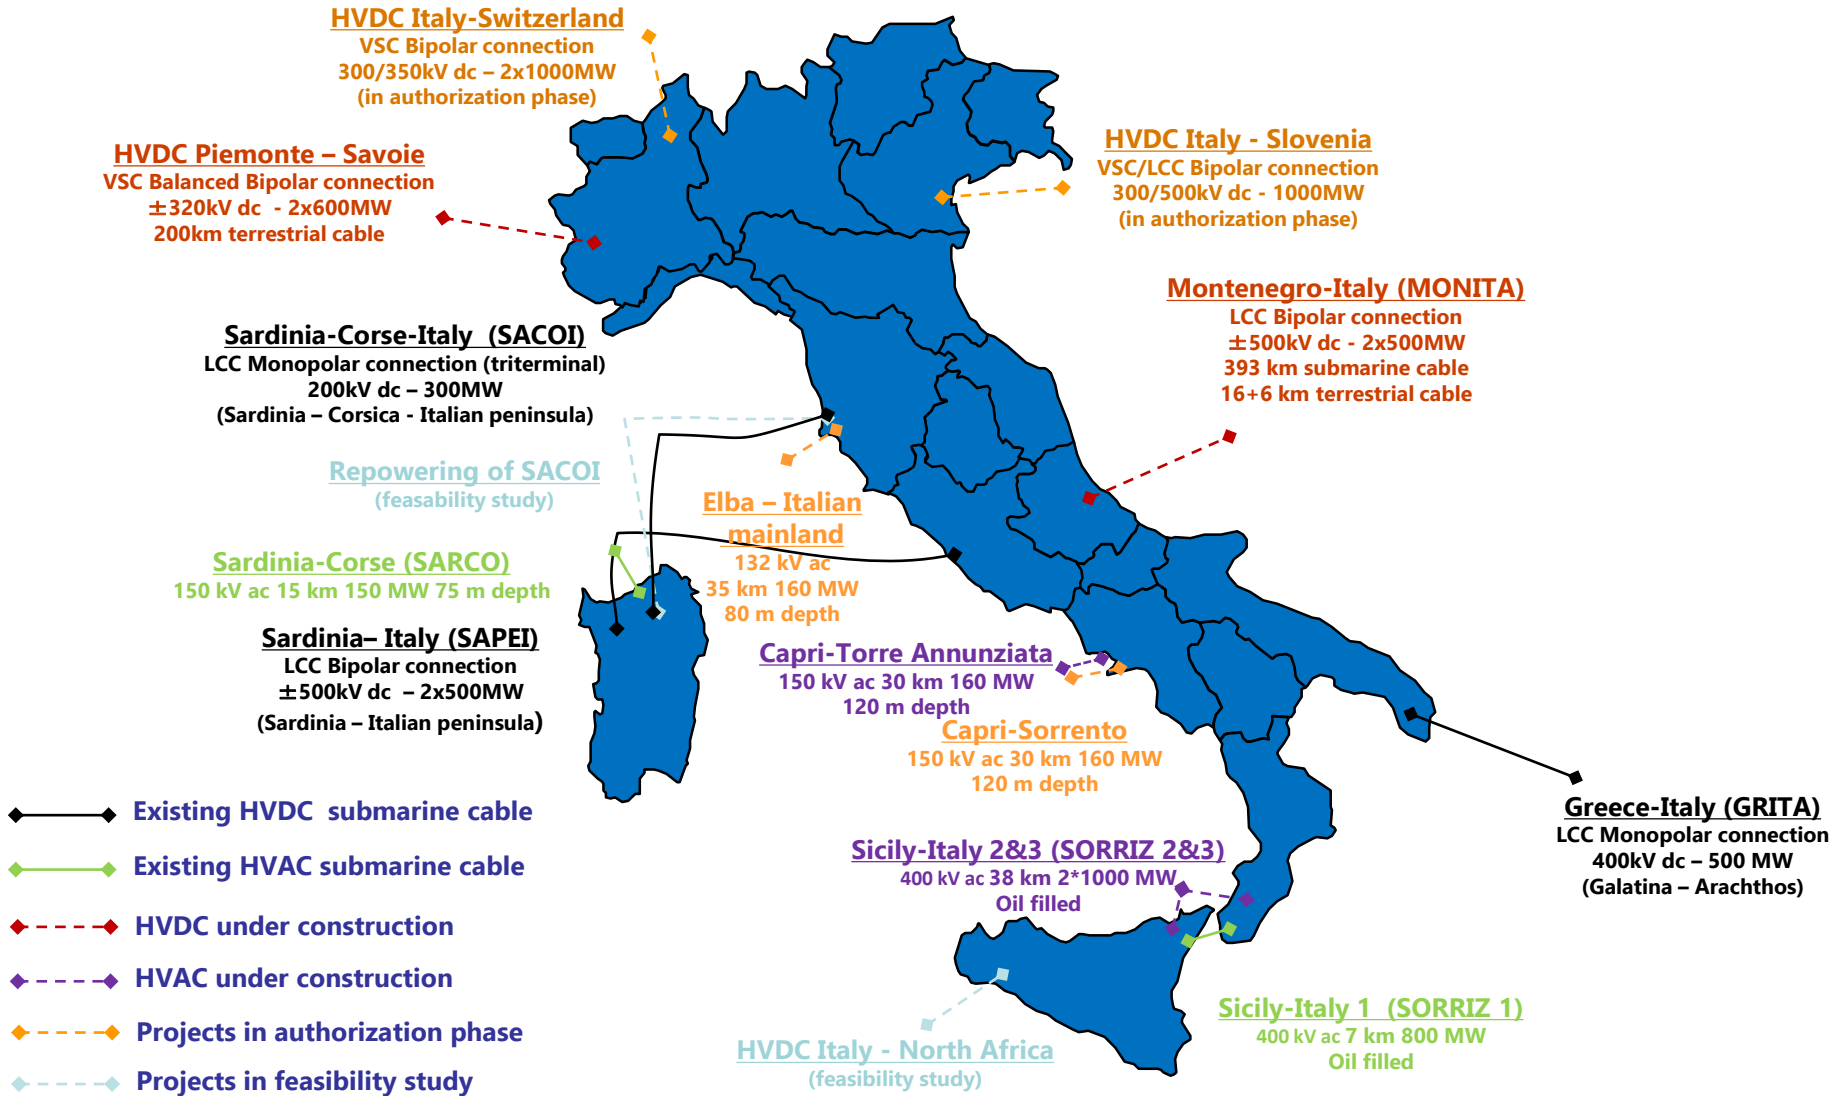 HVDC Italy-Switzerland
VSC Bipolar connection
300/350kV dc – 2x1000MW
(in authorization phase)
HVDC Piemonte – Savoie
VSC Balanced Bipolar connection
±320kV dc - 2x600MW
200km terrestrial cable
HVDC Italy - Slovenia
VSC/LCC Bipolar connection
300/500kV dc - 1000MW
(in authorization phase)
Montenegro-Italy (MONITA)
LCC Bipolar connection
±500kV dc - 2x500MW
393 km submarine cable
16+6 km terrestrial cable
Sardinia-Corse-Italy (SACOI)
LCC Monopolar connection (triterminal)
200kV dc – 300MW
(Sardinia – Corsica - Italian peninsula)
Repowering of SACOI
(feasability study)
Elba – Italian
mainland
132 kV ac
35 km 160 MW
80 m depth
Sardinia-Corse (SARCO)
150 kV ac 15 km 150 MW 75 m depth
Sardinia– Italy (SAPEI)
LCC Bipolar connection
±500kV dc – 2x500MW
(Sardinia – Italian peninsula)
Capri-Torre Annunziata
150 kV ac 30 km 160 MW
120 m depth
Capri-Sorrento
150 kV ac 30 km 160 MW
120 m depth
Greece-Italy (GRITA)
LCC Monopolar connection
400kV dc – 500 MW
(Galatina – Arachthos)
Sicily-Italy 2&3 (SORRIZ 2&3)
400 kv ac 38 km 2*1000 MW
Oil filled
Sicily-Italy 1 (SORRIZ 1)
400 kv ac 7 km 800 MW
Oil filled
HVDC Italy - North Africa
(feasibility study)
Existing HVDC submarine cable
Existing HVAC submarine cable
HVDC under construction
HVAC under construction
Projects in authorization phase
Projects in feasibility study